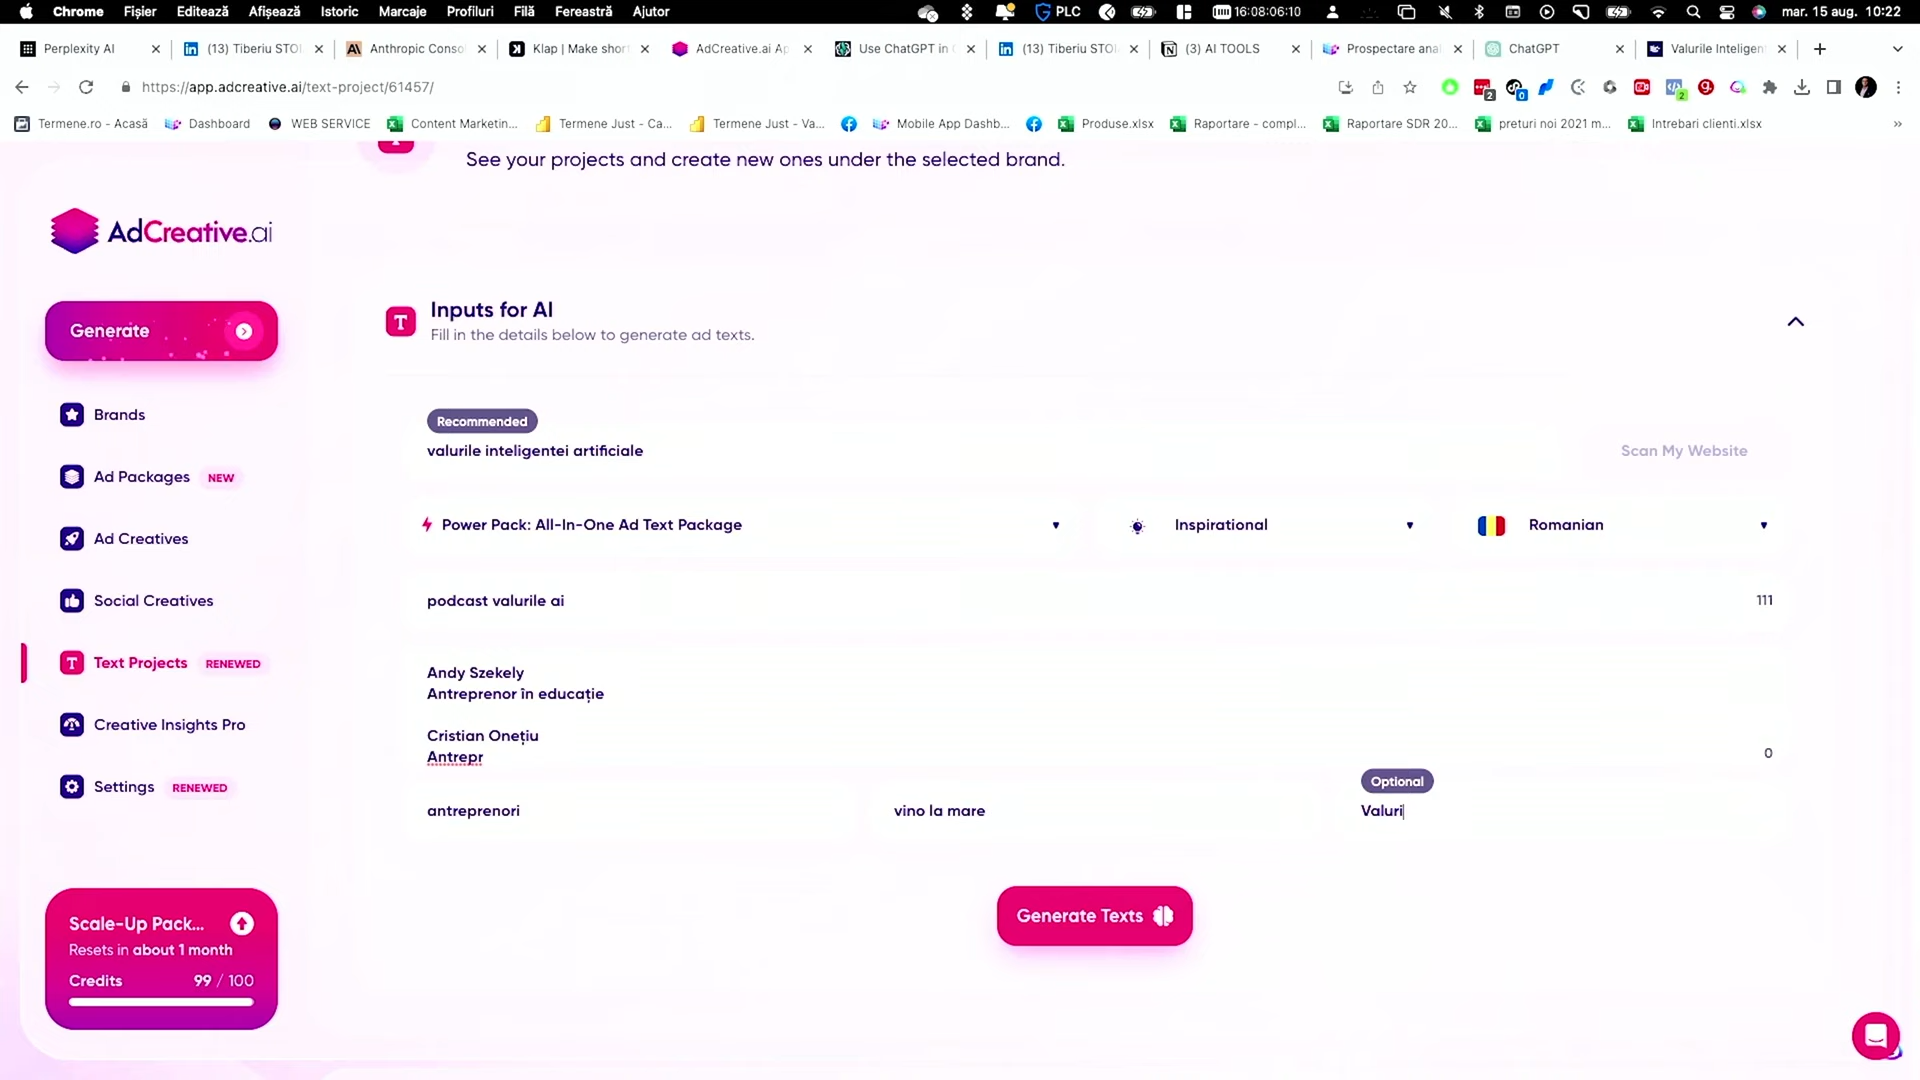 Chrome Fișier Editează Afișează Istoric Marcaje Profiluri Filă Fereastră Ajutor PLC 16:08:06:10 mar. 15 aug. 10:22
Perplexity AI (13) Tiberiu STOI Anthropic Conso Klap | Make shor AdCreative.ai Ap Use ChatGPT in (13) Tiberiu STOI (3) AI TOOLS Prospectare anal ChatGPT Valurile Inteligen
https://app.adcreative.ai/text-project/61457/
Termene.ro - Acasă Dashboard WEB SERVICE Content Marketin... Termene Just - Ca... Termene Just - Va... Mobile App Dashb... Produse.xlsx Raportare - compl... Raportare SDR 20... preturi noi 2021 m... Intrebari clienti.xlsx
See your projects and create new ones under the selected brand.
AdCreative.ai
Generate
Brands
Ad Packages NEW
Ad Creatives
Social Creatives
Text Projects RENEWED
Creative Insights Pro
Settings RENEWED
Scale-Up Pack...
Resets in about 1 month
Credits 99 / 100
Inputs for AI
Fill in the details below to generate ad texts.
Recommended
valurile inteligentei artificiale
Scan My Website
Power Pack: All-In-One Ad Text Package Inspirational Romanian
podcast valurile ai 111
Andy Szekely
Antreprenor în educație
Cristian Onețiu
Antrepr
0
Optional
antreprenori vino la mare Valuri
Generate Texts